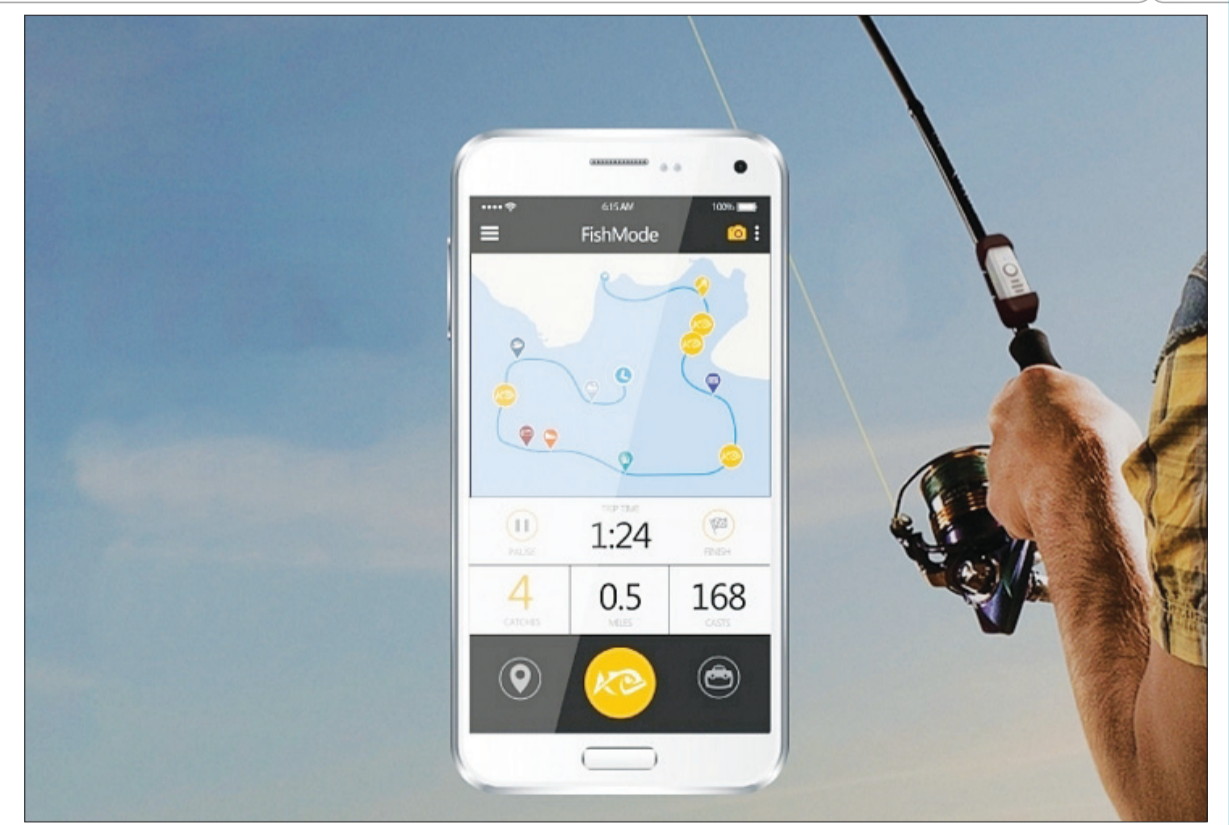 6:15 AM
100%
FishMode
TRIP TIME
1:24
PAUSE
FINISH
4
0.5
168
CATCHES
MILES
CASTS